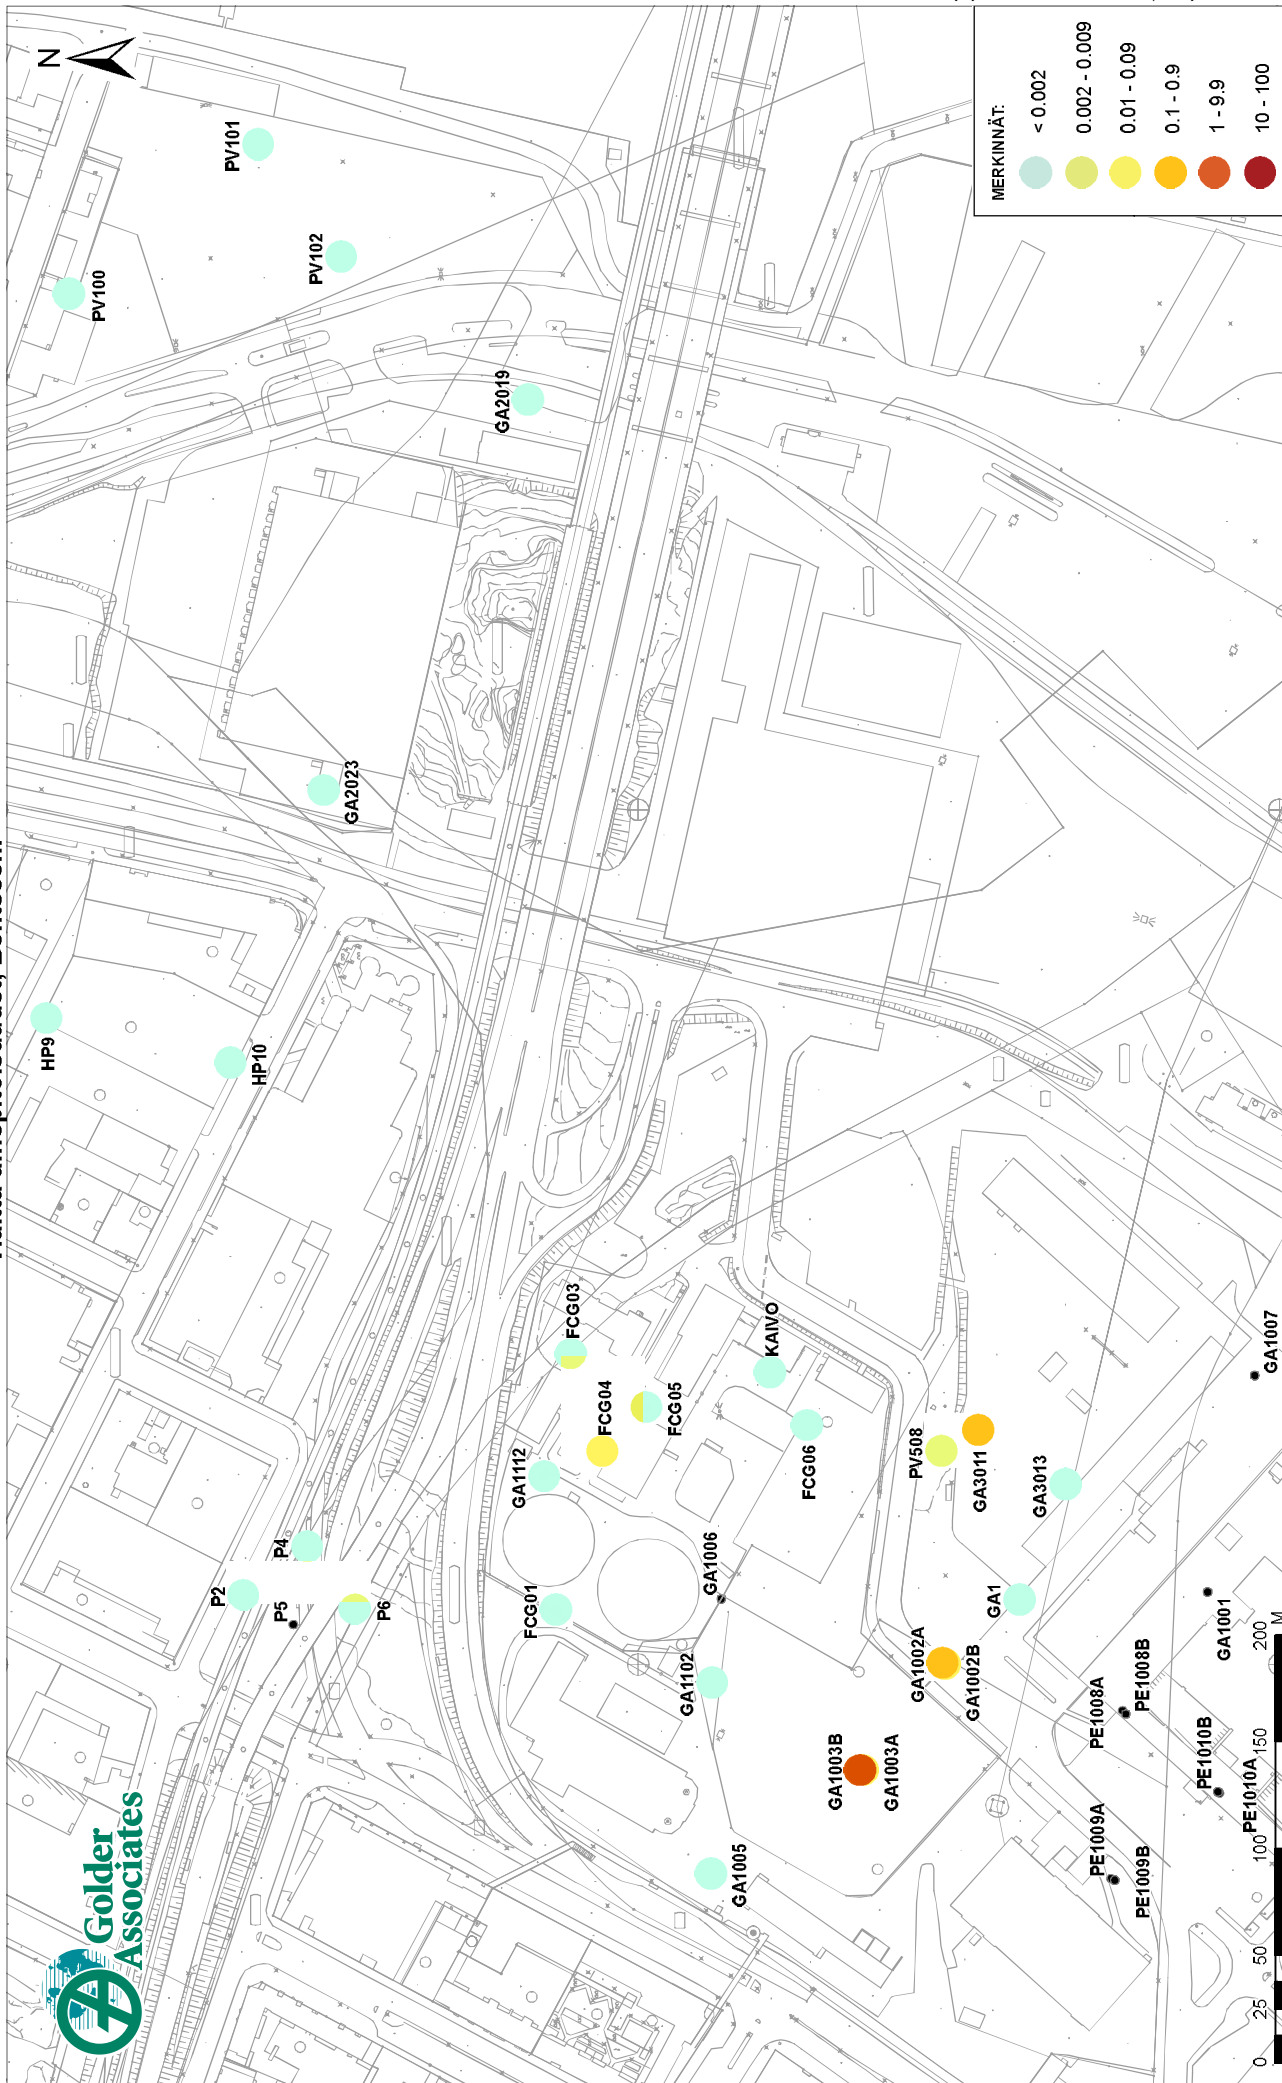 N
PV101
PV100
PV102
GA2019
GA2023
HP9
HP10
FCG03
KAIVO
FCG04
FCG05
GA1112
FCG06
PV508
GA3011
GA3013
GA1007
P4
P2
P5
P6
FCG01
GA1006
GA1
GA1102
GA1002A
GA1002B
GA1001
GA1003B
GA1003A
PE1008A
PE1008B
PE1010B
PE1010A
PE1009A
PE1009B
GA1005
Golder
Associates
MERKINNÄT:
< 0.002
0.002 - 0.009
0.01 - 0.09
0.1 - 0.9
1 - 9.9
10 - 100
0 25 50 100 150 200
M